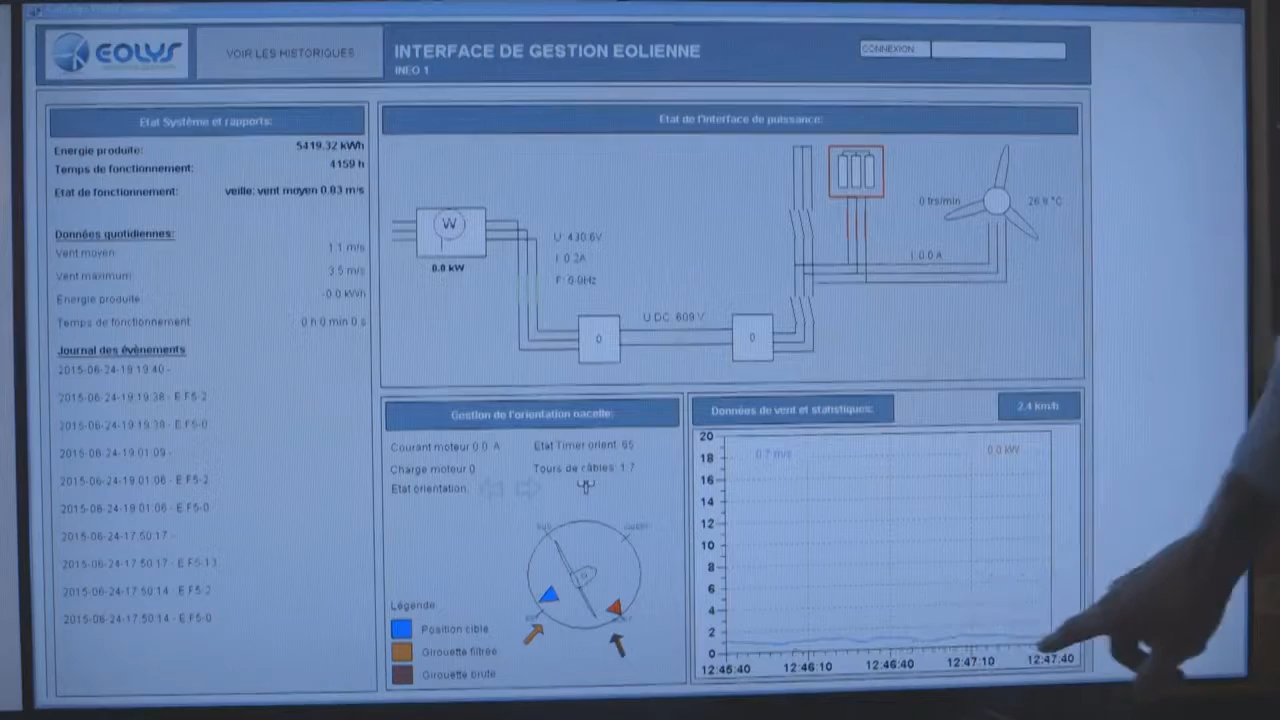 EOLYS
VOIR LES HISTORIQUES
INTERFACE DE GESTION EOLIENNE
INEO 1
CONNEXION
Etat Système et rapports:
Energie produite: 5419.32 kWh
Temps de fonctionnement: 4159 h
Etat de fonctionnement: veille: vent moyen 0.83 m/s
Données quotidiennes:
Vent moyen 1.1 m/s
Vent maximum 3.5 m/s
Energie produite -0.0 kWh
Temps de fonctionnement 0 h 0 min 0 s
Journal des évènements
2015-06-24-19 19:40 -
2015-06-24-19 19:38 - E F5-2
2015-06-24-19 19:38 - E F5-0
2015-06-24-19 01:09 -
2015-06-24-19 01:06 - E F5-2
2015-06-24-19 01:06 - E F5-0
2015-06-24-17 50:17 -
2015-06-24-17 50:17 - E F5-13
2015-06-24-17 50:14 - E F5-2
2015-06-24-17 50:14 - E F5-0
Etat de l'interface de puissance:
W
0.0 kW
U: 430.6V
I: 0.2A
F: 0.0Hz
0
U DC: 609 V
0
0 trs/min
26.8 °C
I: 0.0 A
Gestion de l'orientation nacelle:
Courant moteur 0.0 A
Etat Timer orient: 65
Charge moteur 0
Tours de câbles: 1.7
Etat orientation:
Légende:
Position cible
Girouette filtrée
Girouette brute
Données de vent et statistiques:
2.4 km/h
0.7 m/s
0.0 kW
20
18
16
14
12
10
8
6
4
2
0
12:45:40
12:46:10
12:46:40
12:47:10
12:47:40